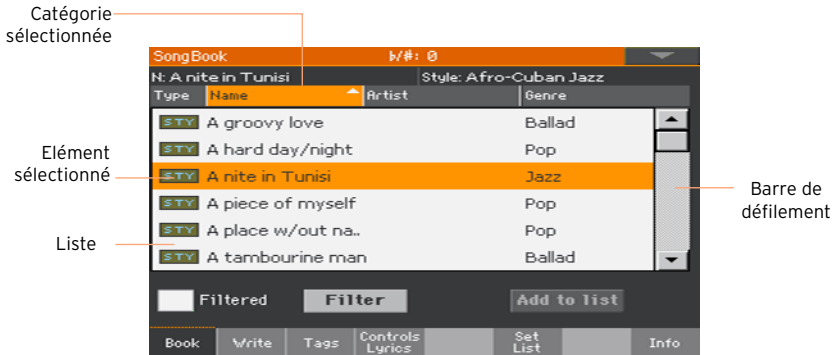 Catégorie
sélectionnée
SongBook ♭/#: 0
N: A nite in Tunisi Style: Afro-Cuban Jazz
Type Name Artist Genre
STY A groovy love Ballad
STY A hard day/night Pop
Elément
sélectionné
STY A nite in Tunisi Jazz
STY A piece of myself Pop
Barre de
défilement
STY A place w/out na.. Pop
Liste
STY A tambourine man Ballad
Filtered Filter Add to list
Book Write Tags Controls
Lyrics Set
List Info